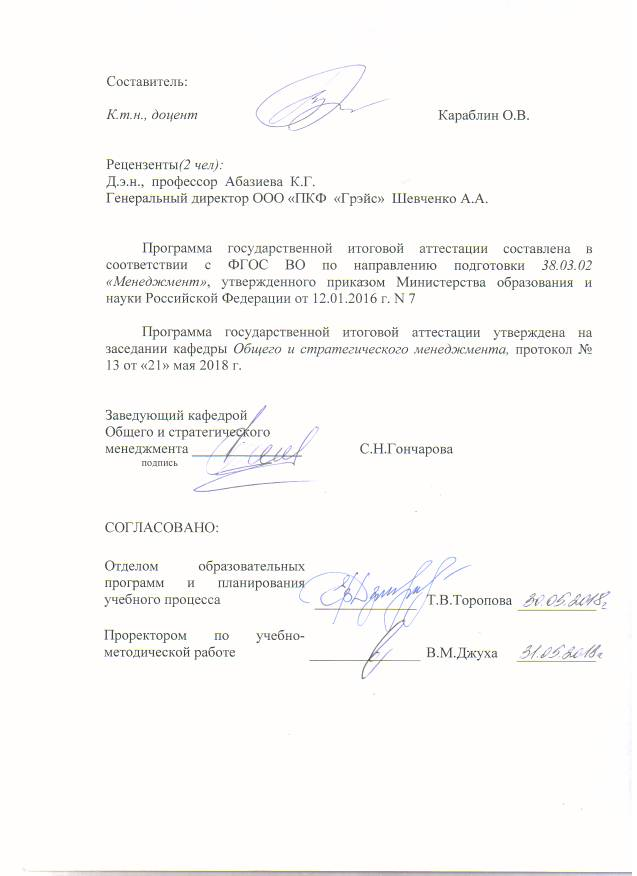 Составитель:
К.т.н., доцент Караблин О.В.
Рецензенты(2 чел):
Д.э.н., профессор Абазиева К.Г.
Генеральный директор ООО «ПКФ «Грэйс» Шевченко А.А.
Программа государственной итоговой аттестации составлена в
соответствии с ФГОС ВО по направлению подготовки 38.03.02
«Менеджмент», утвержденного приказом Министерства образования и
науки Российской Федерации от 12.01.2016 г. N 7
Программа государственной итоговой аттестации утверждена на
заседании кафедры Общего и стратегического менеджмента, протокол №
13 от «21» мая 2018 г.
Заведующий кафедрой
Общего и стратегического
менеджмента С.Н.Гончарова
подпись
СОГЛАСОВАНО:
Отделом образовательных
программ и планирования
учебного процесса Т.В.Торопова 30.05.2018г
Проректором по учебно-
методической работе В.М.Джуха 31.05.2018г